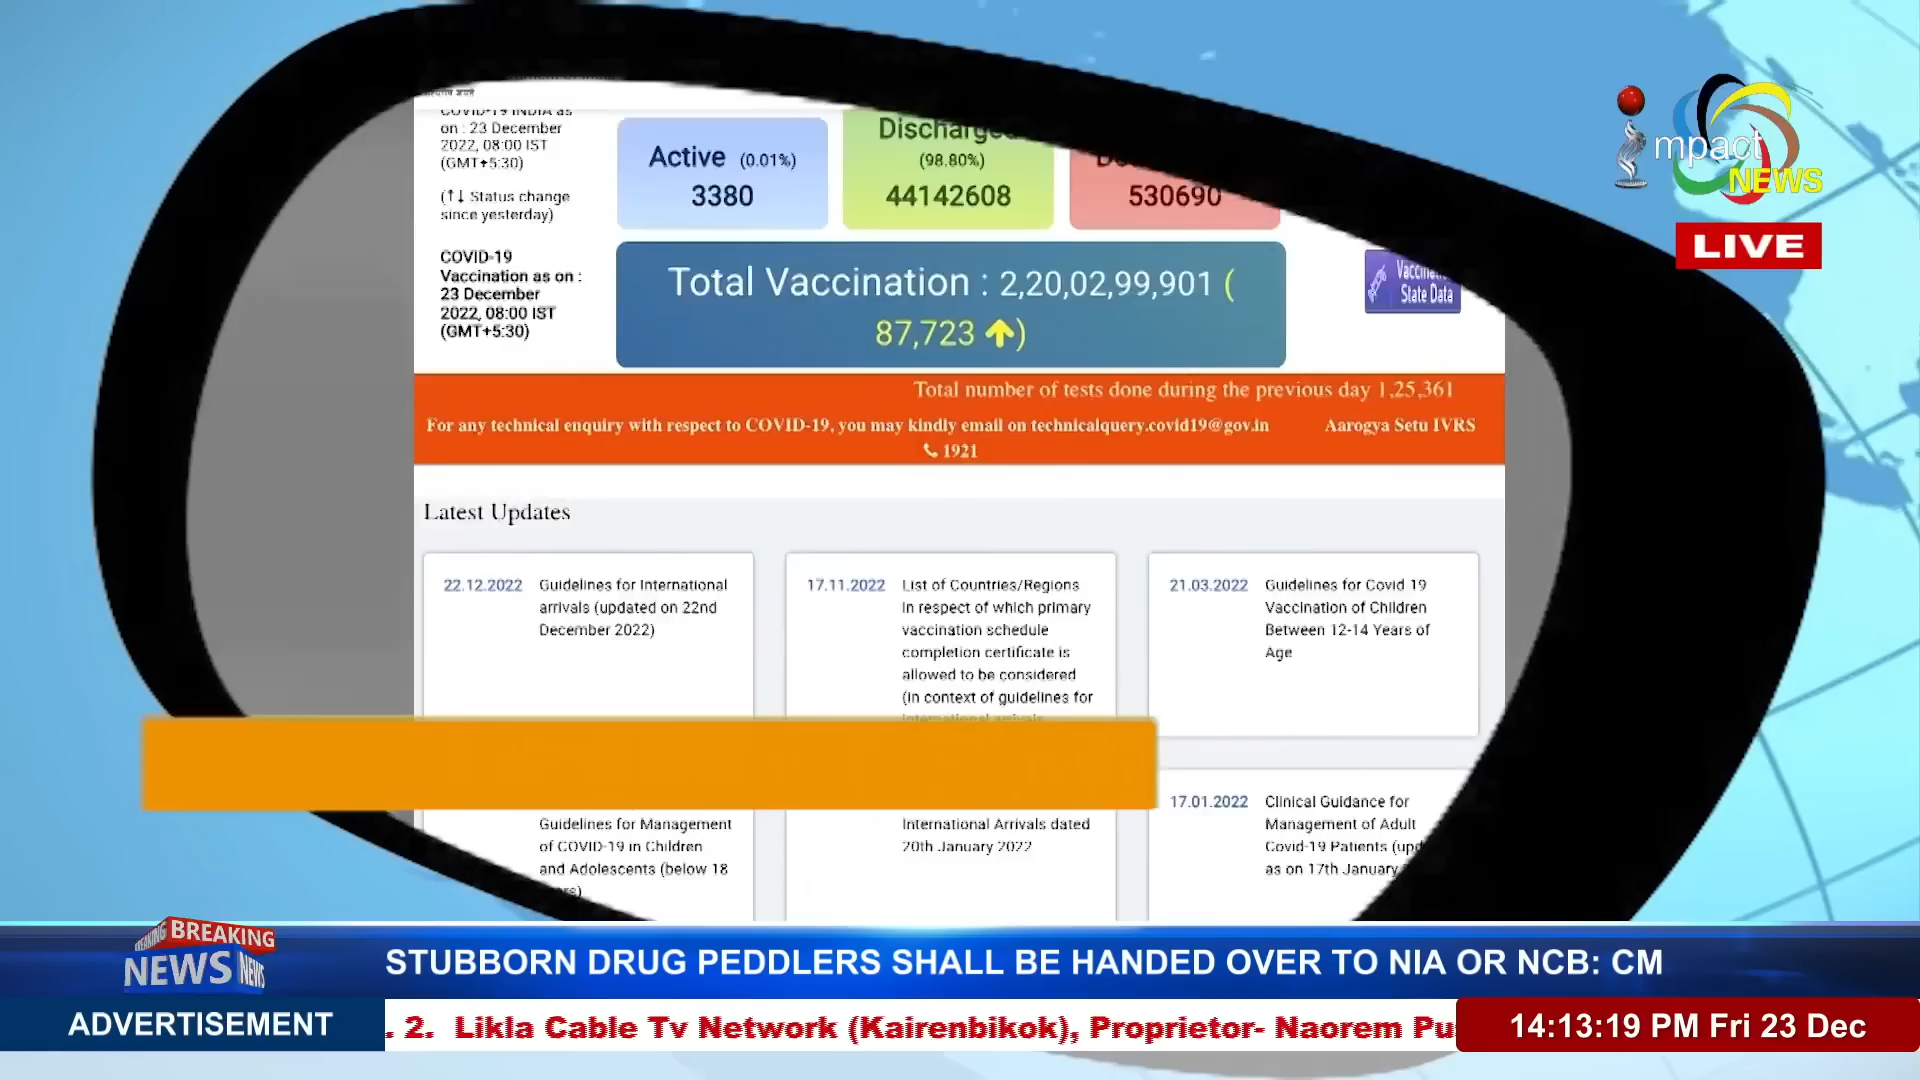 COVID-19 INDIA as
on : 23 December
2022, 08:00 IST
(GMT+5:30)
(↑↓ Status change
since yesterday)
Active (0.01%)
3380
Discharged
(98.80%)
44142608
530690
COVID-19
Vaccination as on :
23 December
2022, 08:00 IST
(GMT+5:30)
Total Vaccination : 2,20,02,99,901 (
87,723 ↑)
State Data
Total number of tests done during the previous day 1,25,361
For any technical enquiry with respect to COVID-19, you may kindly email on technicalquery.covid19@gov.in Aarogya Setu IVRS
1921
Latest Updates
22.12.2022 Guidelines for International
arrivals (updated on 22nd
December 2022)
17.11.2022 List of Countries/Regions
in respect of which primary
vaccination schedule
completion certificate is
allowed to be considered
(in context of guidelines for
international arrivals
21.03.2022 Guidelines for Covid 19
Vaccination of Children
Between 12-14 Years of
Age
Guidelines for Management
of COVID-19 in Children
and Adolescents (below 18
International Arrivals dated
20th January 2022
17.01.2022 Clinical Guidance for
Management of Adult
Covid-19 Patients
as on 17th January
impact
NEWS
LIVE
BREAKING BREAKING
NEWS NEWS
STUBBORN DRUG PEDDLERS SHALL BE HANDED OVER TO NIA OR NCB: CM
ADVERTISEMENT
. 2. Likla Cable Tv Network (Kairenbikok), Proprietor- Naorem
14:13:19 PM Fri 23 Dec